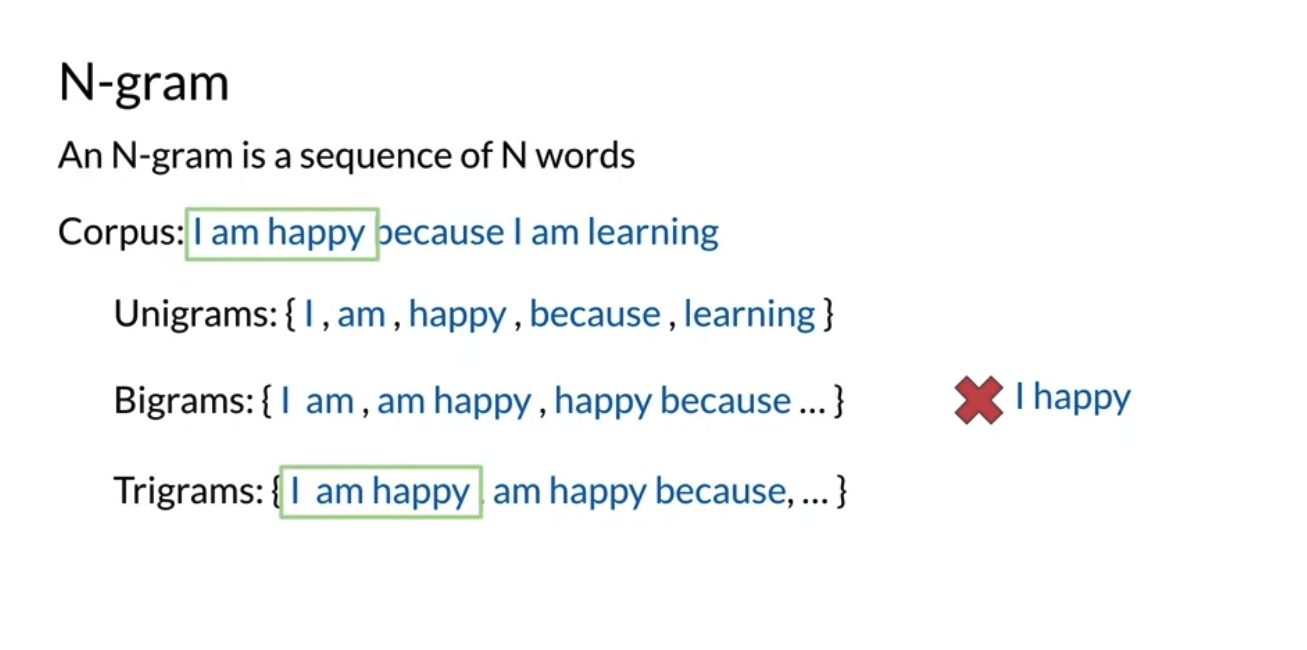 N-gram
An N-gram is a sequence of N words
Corpus: I am happy because I am learning
Unigrams: { I , am , happy , because , learning }
Bigrams: { I am , am happy , happy because ... }
I happy
Trigrams: { I am happy , am happy because, ... }